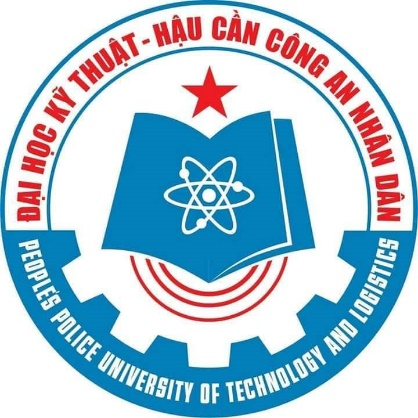 ĐẠI HỌC KỸ THUẬT - HẬU CẦN CÔNG AN NHÂN DÂN
PEOPLE'S POLICE UNIVERSITY OF TECHNOLOGY AND LOGISTICS